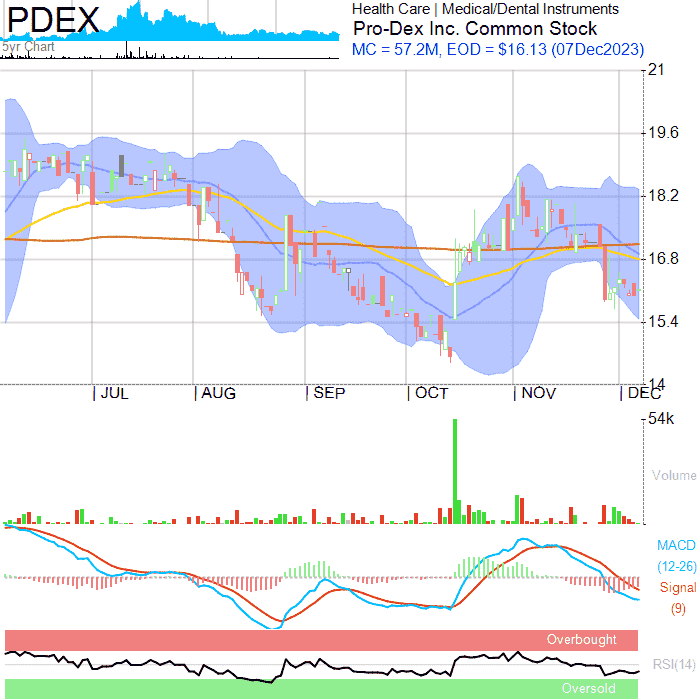 PDEX
5yr Chart
Health Care | Medical/Dental Instruments
Pro-Dex Inc. Common Stock
MC = 57.2M, EOD = $16.13 (07Dec2023)
21
19.6
18.2
16.8
15.4
14
JUL AUG SEP OCT NOV DEC
54k
Volume
MACD
(12-26)
Signal
(9)
Overbought
RSI(14)
Oversold